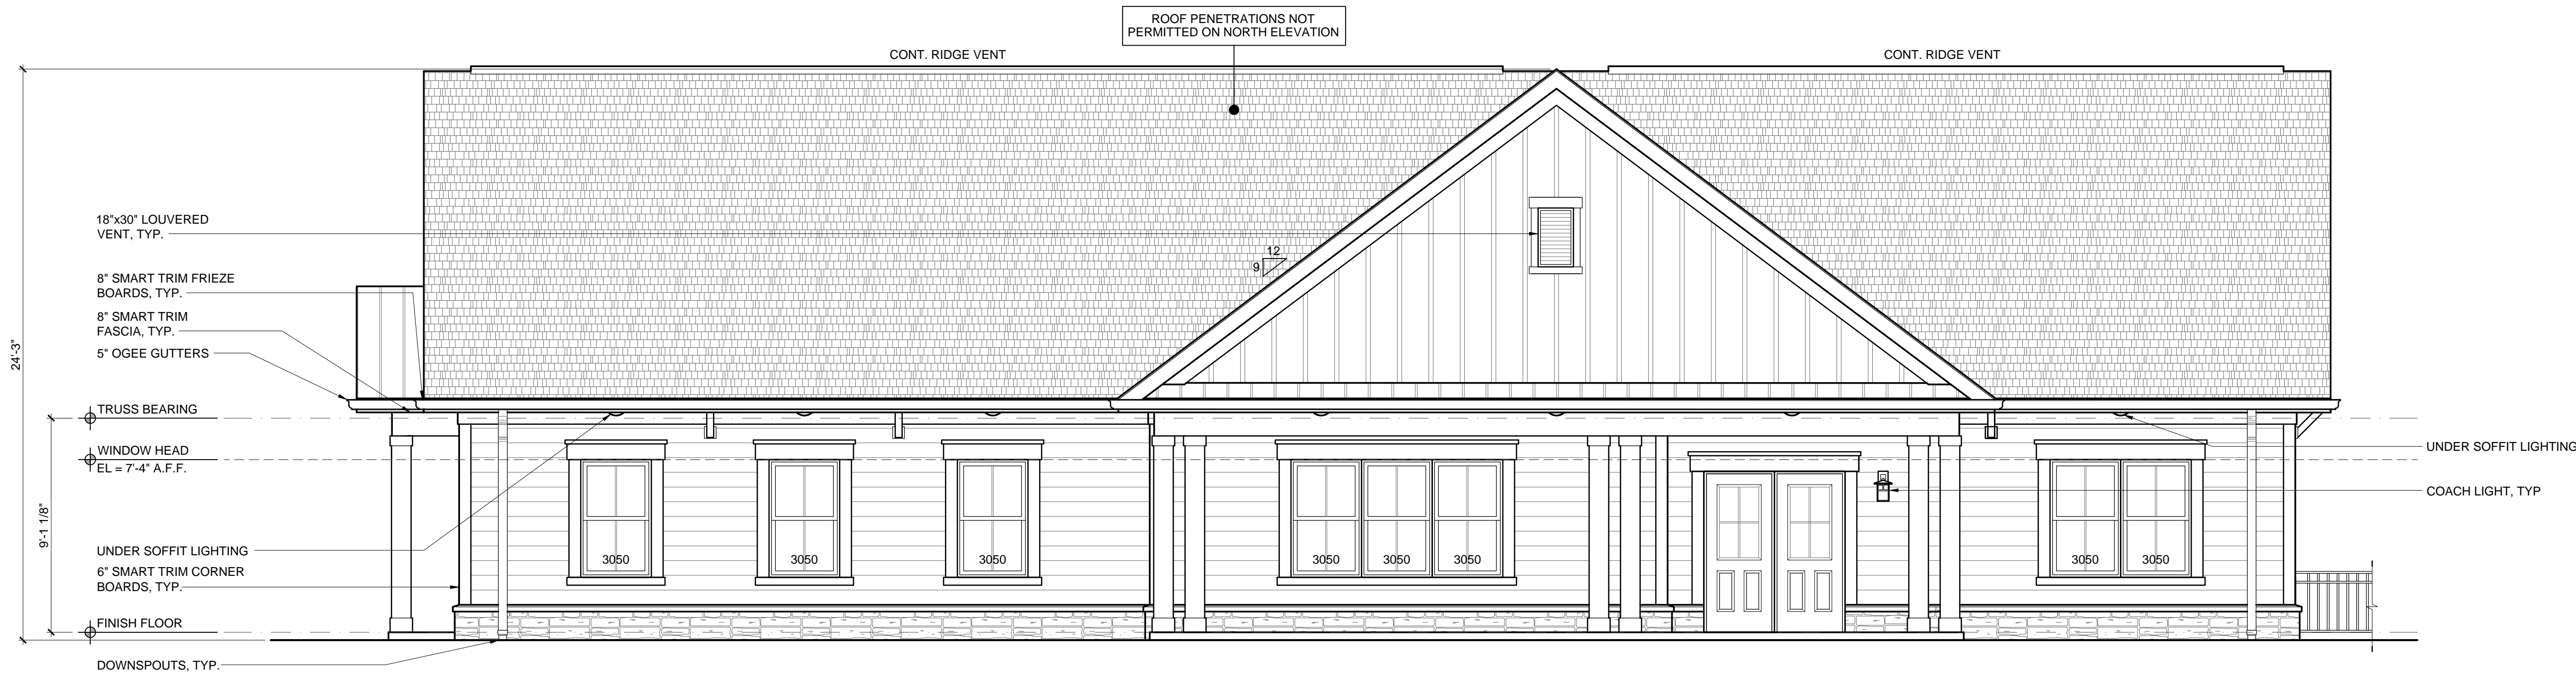 ROOF PENETRATIONS NOT
PERMITTED ON NORTH ELEVATION
CONT. RIDGE VENT
CONT. RIDGE VENT
24'-3"
18"x30" LOUVERED
VENT, TYP.
12
9
8" SMART TRIM FRIEZE
BOARDS, TYP.
8" SMART TRIM
FASCIA, TYP.
5" OGEE GUTTERS
TRUSS BEARING
WINDOW HEAD
EL = 7'-4" A.F.F.
9'-1 1/8"
UNDER SOFFIT LIGHTING
COACH LIGHT, TYP
UNDER SOFFIT LIGHTING
6" SMART TRIM CORNER
BOARDS, TYP.
3050
3050
3050
3050
3050
3050
3050
3050
FINISH FLOOR
DOWNSPOUTS, TYP.